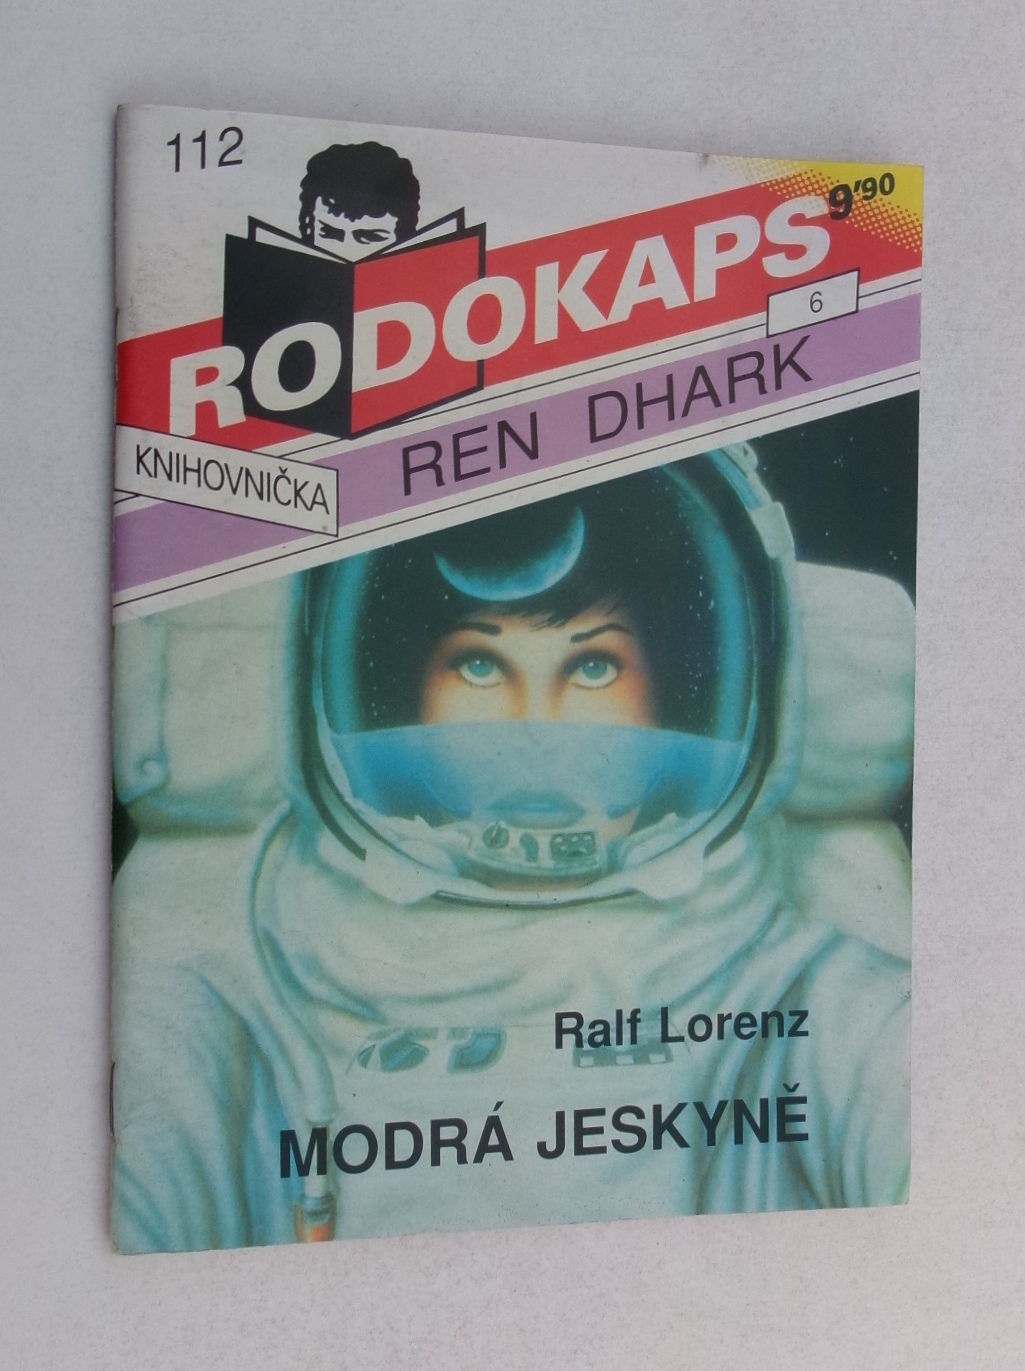 112
9'90
RODOKAPS
6
REN DHARK
KNIHOVNIČKA
Ralf Lorenz
MODRÁ JESKYNĚ